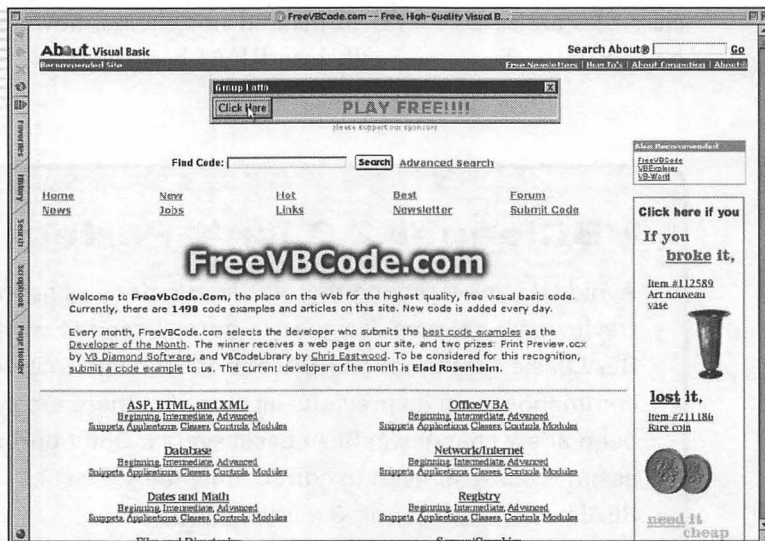 FreeVBCode.com -- Free, High-Quality Visual B...
About Visual Basic
Search About® Go
Recommended Site
Free Newsletters | How To's | About Computing | About®
Group Lotto X
Click Here PLAY FREE!!!!
please support our sponsors
Find Code: Search Advanced Search
Home New Hot Best Forum
News Jobs Links Newsletter Submit Code
FreeVBCode.com
Welcome to FreeVbCode.Com, the place on the Web for the highest quality, free visual basic code.
Currently, there are 1498 code examples and articles on this site. New code is added every day.
Every month, FreeVBCode.com selects the developer who submits the best code examples as the
Developer of the Month. The winner receives a web page on our site, and two prizes: Print Preview.ocx
by VB Diamond Software, and VBCodeLibrary by Chris Eastwood. To be considered for this recognition,
submit a code example to us. The current developer of the month is Elad Rosenheim.
ASP, HTML, and XML
Beginning, Intermediate, Advanced
Snippets, Applications, Classes, Controls, Modules
Office/VBA
Beginning, Intermediate, Advanced
Snippets, Applications, Classes, Controls, Modules
Database
Beginning, Intermediate, Advanced
Snippets, Applications, Classes, Controls, Modules
Network/Internet
Beginning, Intermediate, Advanced
Snippets, Applications, Classes, Controls, Modules
Dates and Math
Beginning, Intermediate, Advanced
Snippets, Applications, Classes, Controls, Modules
Registry
Beginning, Intermediate, Advanced
Snippets, Applications, Classes, Controls, Modules
Also Recommended
FreeVBCode
VBExplorer
VB-World
Click here if you
If you
broke it,
Item #112589
Art nouveau
vase
lost it,
Item #211186
Rare coin
need it
cheap
Favorites
History
Search
Scrapbook
Page Holder